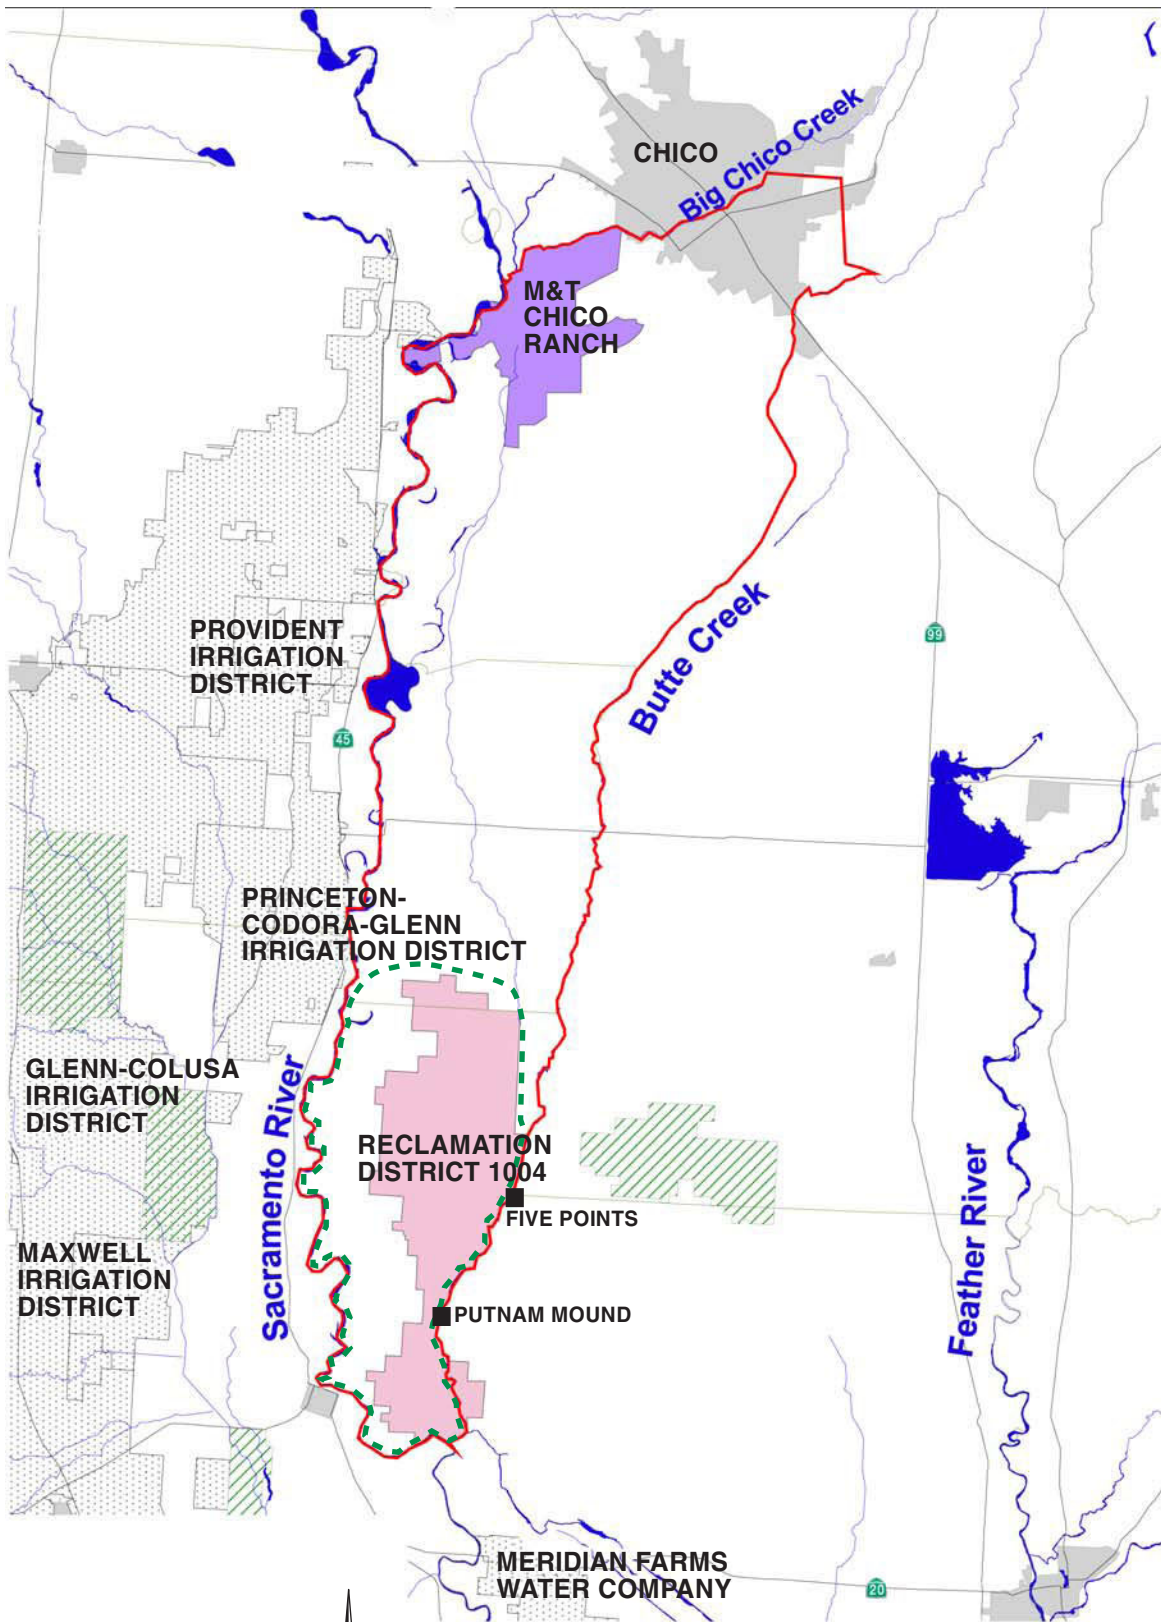 CHICO
Big Chico Creek
M&T
CHICO
RANCH
PROVIDENT
IRRIGATION
DISTRICT
99
Butte Creek
45
PRINCETON-
CODORA-GLENN
IRRIGATION DISTRICT
GLENN-COLUSA
IRRIGATION
DISTRICT
Sacramento River
RECLAMATION
DISTRICT 1004
FIVE POINTS
Feather River
MAXWELL
IRRIGATION
DISTRICT
PUTNAM MOUND
MERIDIAN FARMS
WATER COMPANY
20